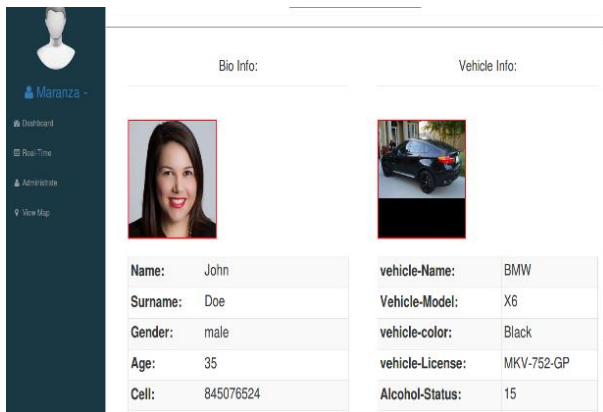 Maranza -
Dashboard
Real-Time
Administrate
View Map
Bio Info:
Name: John
Surname: Doe
Gender: male
Age: 35
Cell: 845076524
Vehicle Info:
vehicle-Name: BMW
Vehicle-Model: X6
vehicle-color: Black
vehicle-License: MKV-752-GP
Alcohol-Status: 15